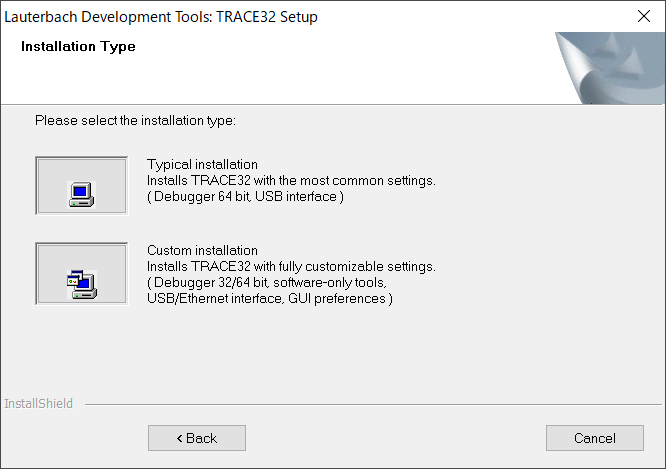 Lauterbach Development Tools: TRACE32 Setup
Installation Type
Please select the installation type:
Typical installation
Installs TRACE32 with the most common settings.
( Debugger 64 bit, USB interface )
Custom installation
Installs TRACE32 with fully customizable settings.
( Debugger 32/64 bit, software-only tools,
USB/Ethernet interface, GUI preferences )
InstallShield
< Back
Cancel